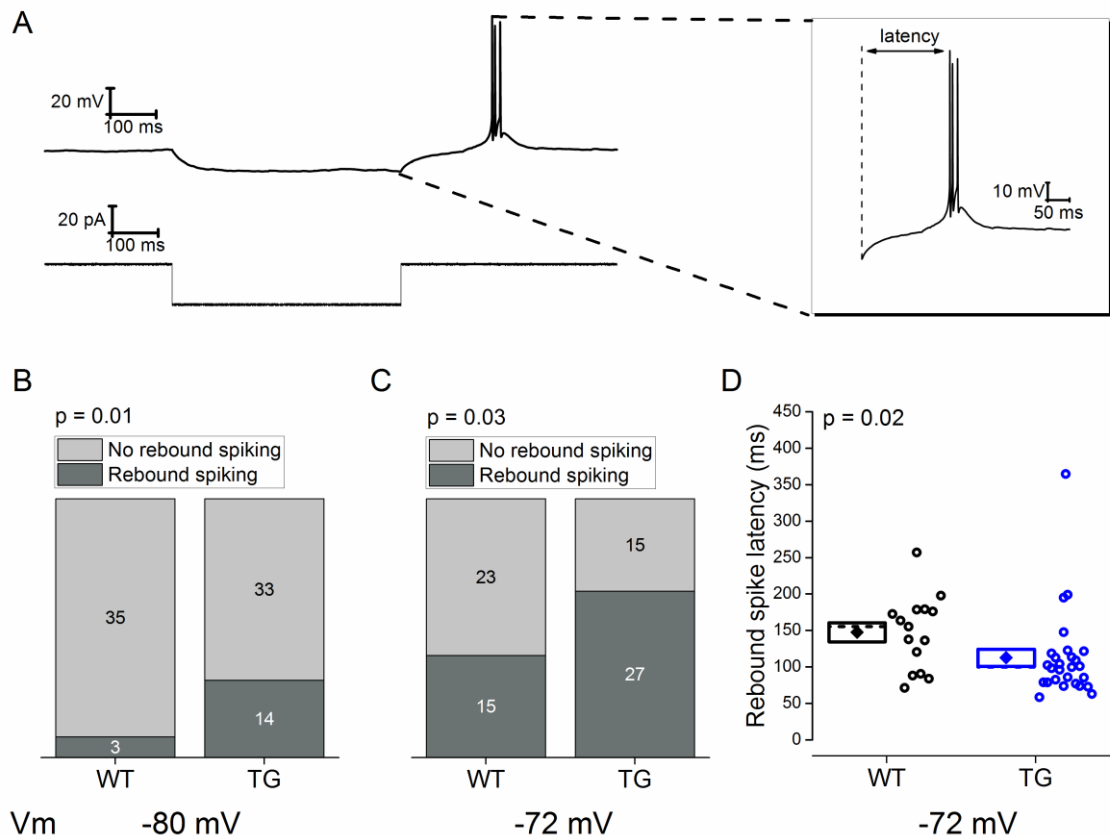 A
20 mV
100 ms
20 pA
100 ms
latency
10 mV
50 ms
B
p = 0.01
No rebound spiking
Rebound spiking
35
3
33
14
WT
TG
Vm
-80 mV
C
p = 0.03
No rebound spiking
Rebound spiking
23
15
15
27
WT
TG
-72 mV
D
p = 0.02
Rebound spike latency (ms)
450
400
350
300
250
200
150
100
50
0
WT
TG
-72 mV